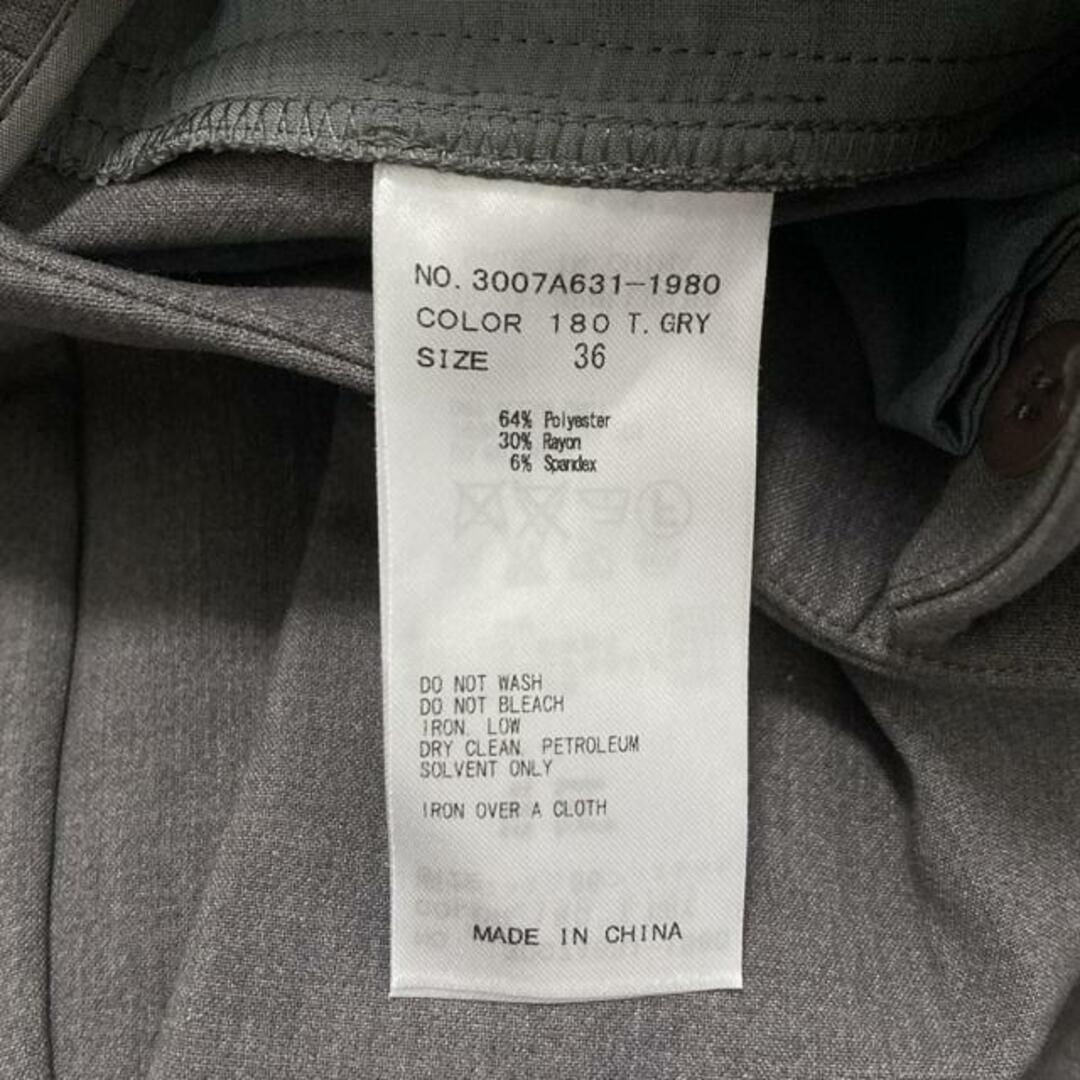 NO. 3007A631-1980
COLOR 180 T. GRY
SIZE 36
64% Polyester
30% Rayon
6% Spandex
DO NOT WASH
DO NOT BLEACH
IRON. LOW
DRY CLEAN. PETROLEUM
SOLVENT ONLY
IRON OVER A CLOTH
MADE IN CHINA